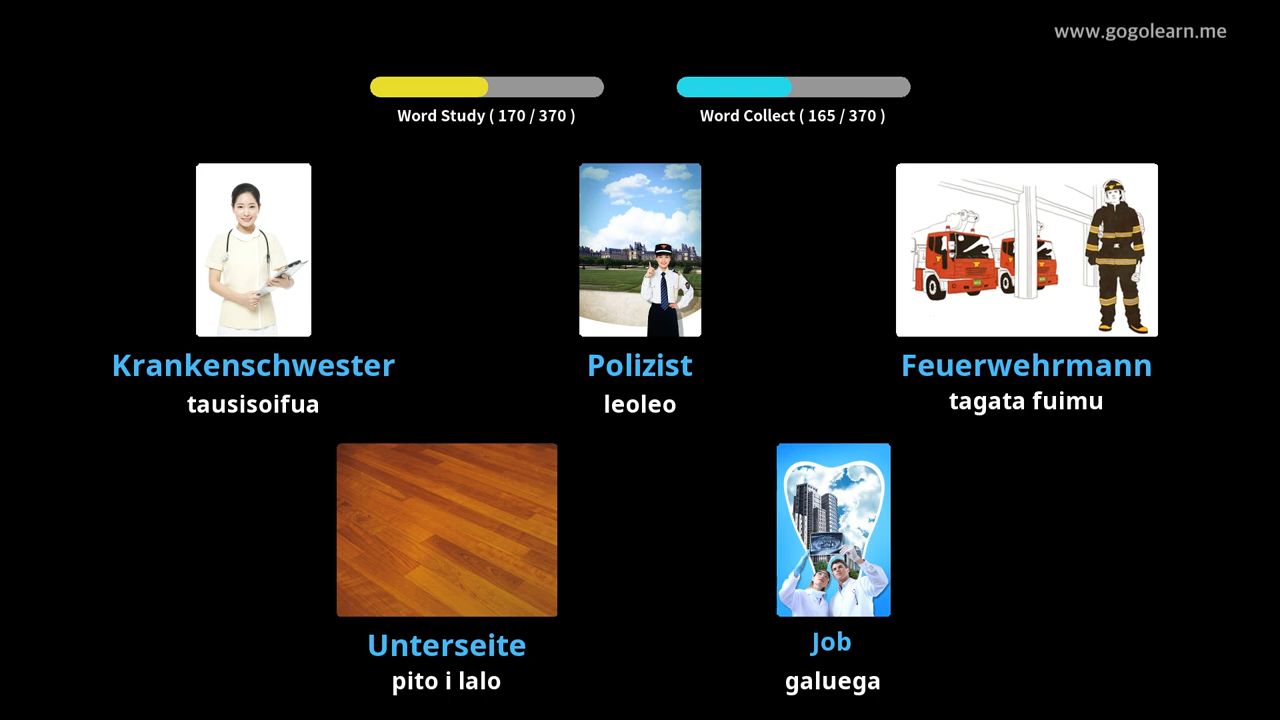 www.gogolearn.me
Word Study ( 170 / 370 )
Word Collect ( 165 / 370 )
Krankenschwester
tausisoifua
Polizist
leoleo
Feuerwehrmann
tagata fuimu
Unterseite
pito i lalo
Job
galuega